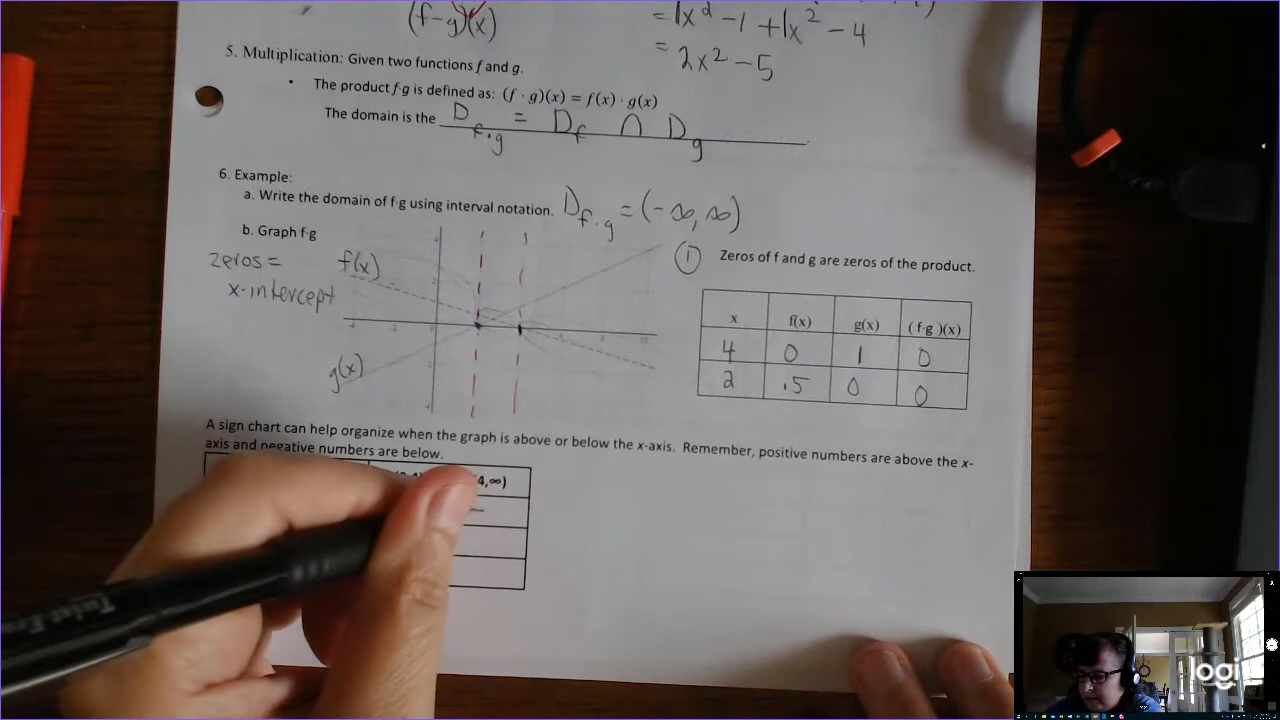 (f-g)(x)
= 1x² - 1 + 1x² - 4
= 2x² - 5
5. Multiplication: Given two functions f and g.
• The product f·g is defined as: (f · g)(x) = f(x) · g(x)
The domain is the D f·g = D f ∩ D g
6. Example:
a. Write the domain of f·g using interval notation. D f·g = (-∞, ∞)
b. Graph f·g
zeros =
x-intercept
f(x)
g(x)
① Zeros of f and g are zeros of the product.
x f(x) g(x) (f·g)(x)
4 0 1 0
2 .5 0 0
A sign chart can help organize when the graph is above or below the x-axis. Remember, positive numbers are above the x-
axis and negative numbers are below.
4,∞)
–
logi